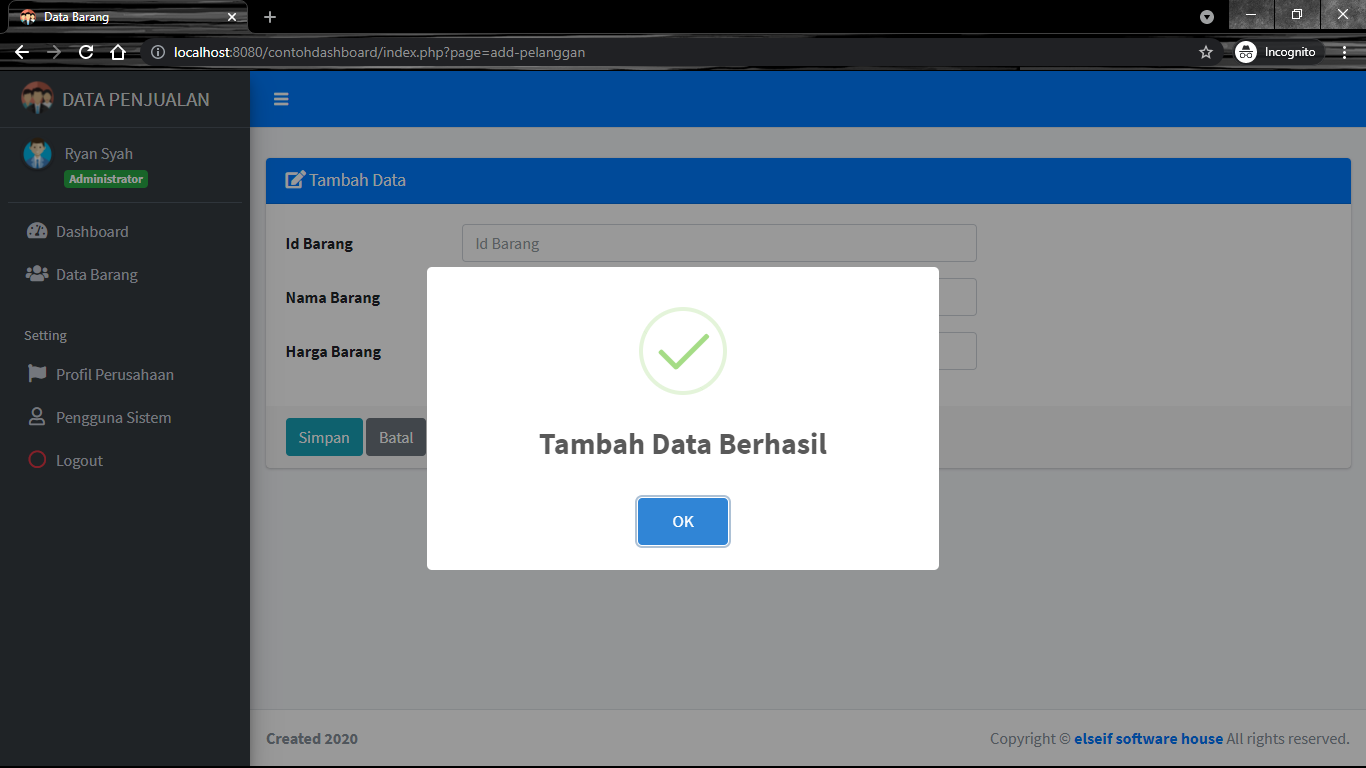 Data Barang
localhost:8080/contohdashboard/index.php?page=add-pelanggan
Incognito
DATA PENJUALAN
Ryan Syah
Administrator
Dashboard
Data Barang
Setting
Profil Perusahaan
Pengguna Sistem
Logout
Tambah Data
Id Barang
Id Barang
Nama Barang
Harga Barang
Simpan
Batal
Tambah Data Berhasil
OK
Created 2020
Copyright © elseif software house All rights reserved.